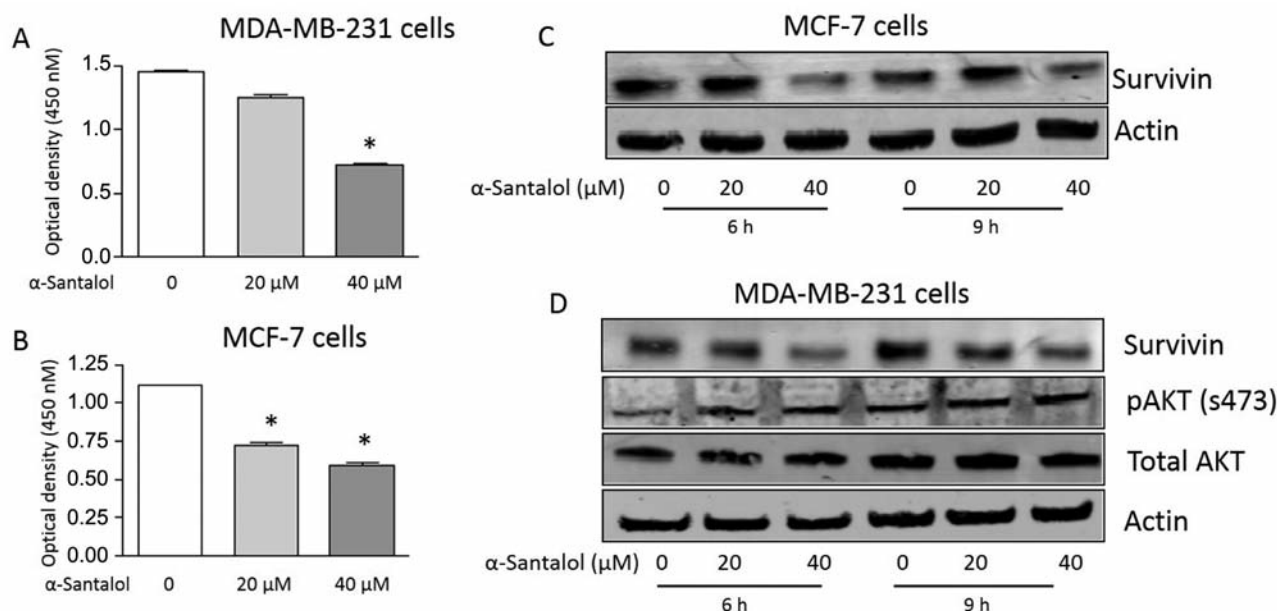 A
MDA-MB-231 cells
Optical density (450 nM)
1.5
1.0
0.5
0.0
*
α-Santalol 0 20 µM 40 µM
B
MCF-7 cells
Optical density (450 nM)
1.25
1.00
0.75
0.50
0.25
0.00
* *
α-Santalol 0 20 µM 40 µM
C
MCF-7 cells
Survivin
Actin
α-Santalol (µM) 0 20 40 0 20 40
6 h 9 h
D
MDA-MB-231 cells
Survivin
pAKT (s473)
Total AKT
Actin
α-Santalol (µM) 0 20 40 0 20 40
6 h 9 h